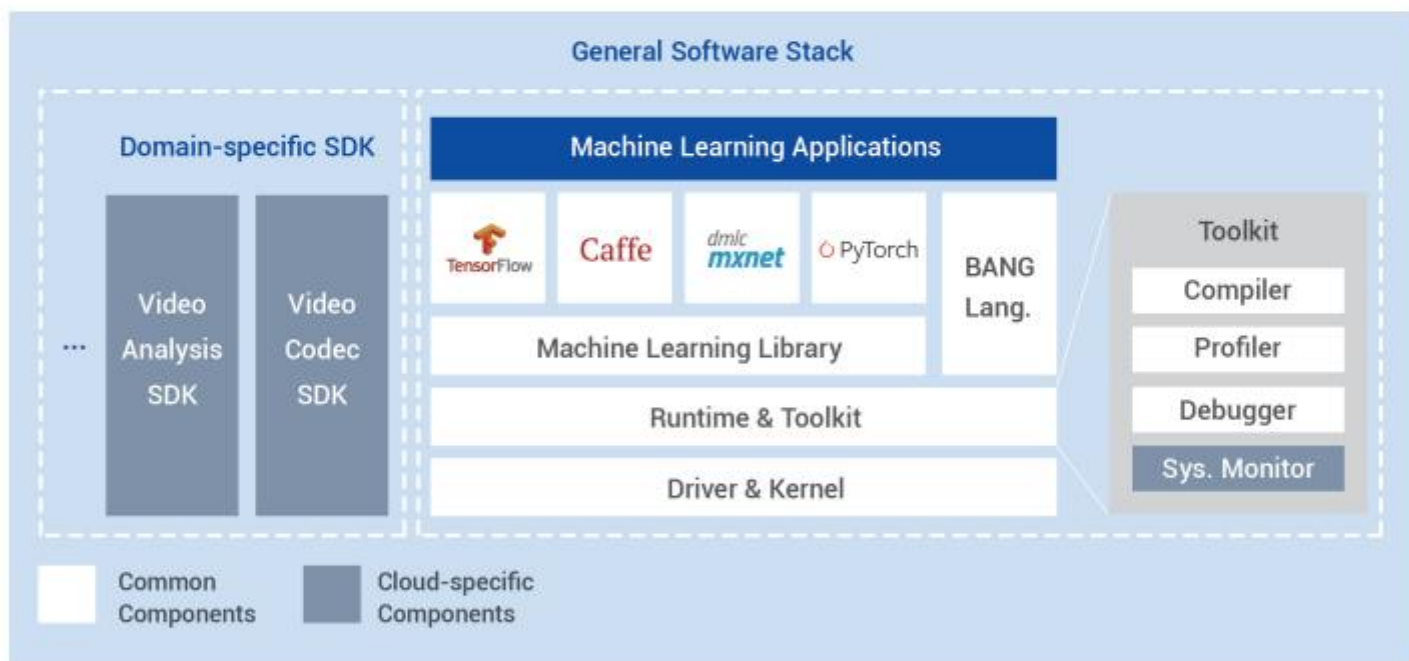 General Software Stack
Domain-specific SDK
...
Video
Analysis
SDK
Video
Codec
SDK
Machine Learning Applications
TensorFlow
Caffe
dmlc
mxnet
PyTorch
BANG
Lang.
Machine Learning Library
Runtime & Toolkit
Driver & Kernel
Toolkit
Compiler
Profiler
Debugger
Sys. Monitor
Common
Components
Cloud-specific
Components